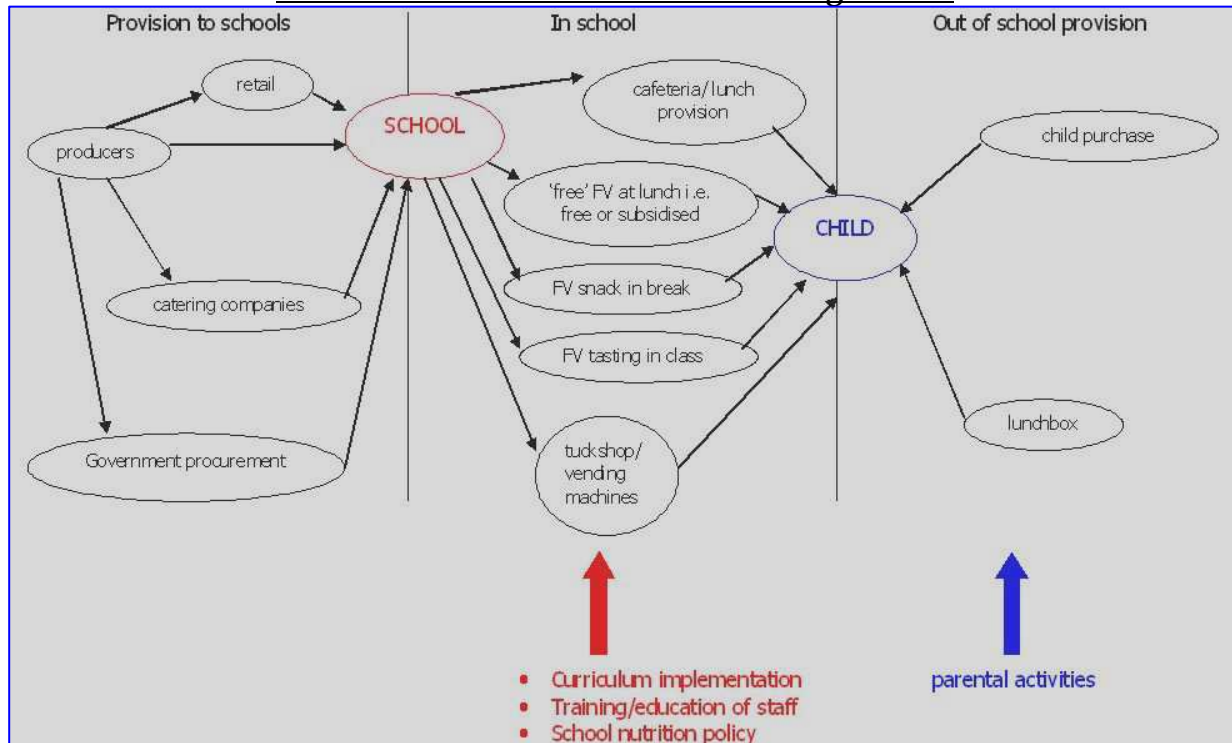 Provision to schools
In school
Out of school provision
retail
producers
SCHOOL
catering companies
Government procurement
cafeteria/ lunch
provision
'free' FV at lunch i.e.
free or subsidised
FV snack in break
FV tasting in class
tuckshop/
vending
machines
CHILD
child purchase
lunchbox
• Curriculum implementation
• Training/education of staff
• School nutrition policy
parental activities